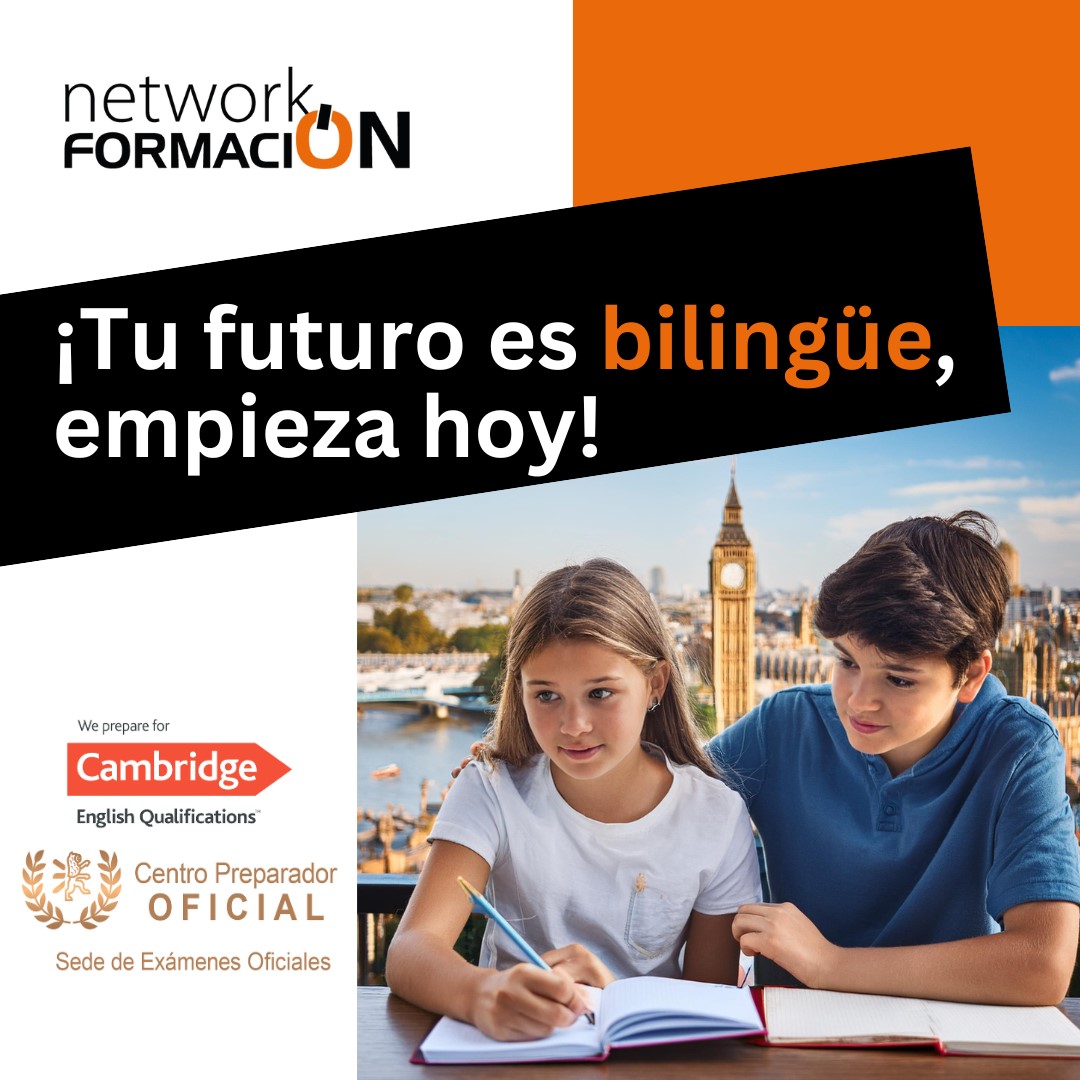 network
FORMACIÓN
¡Tu futuro es bilingüe,
empieza hoy!
We prepare for
Cambridge
English Qualifications™
Centro Preparador
OFICIAL
Sede de Exámenes Oficiales